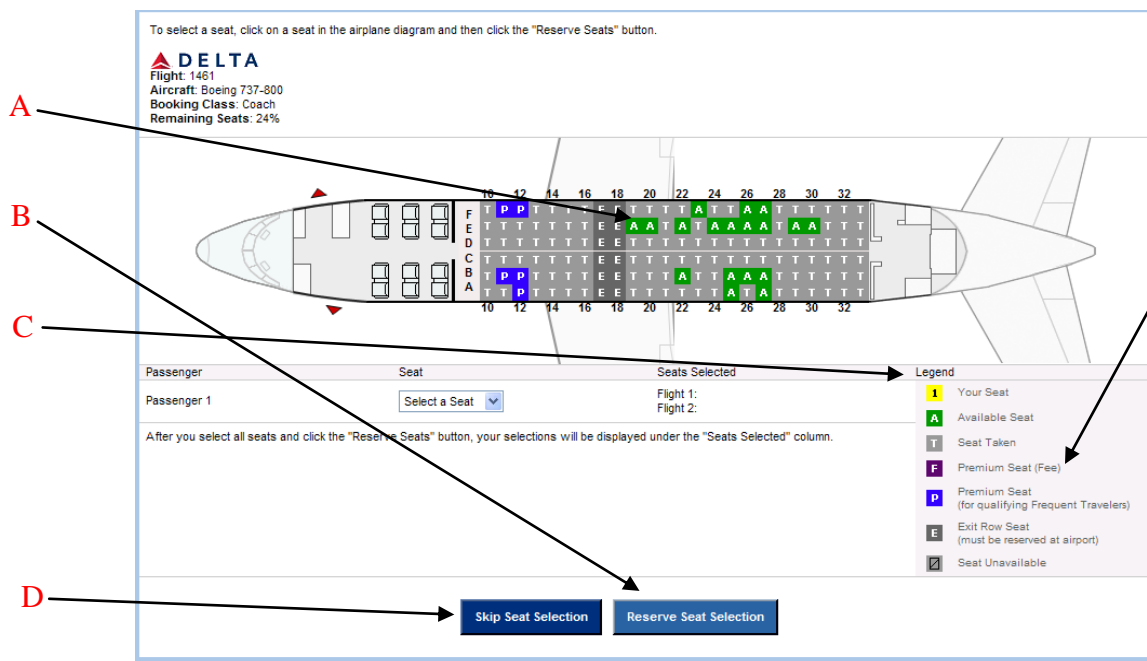 To select a seat, click on a seat in the airplane diagram and then click the "Reserve Seats" button.
DELTA
Flight: 1461
Aircraft: Boeing 737-800
Booking Class: Coach
Remaining Seats: 24%
A
B
C
D
10 12 14 16 18 20 22 24 26 28 30 32
F T P P T T T T E E T T T T A T T A A T T T T T T
E T T T T T T T E E A A T A T A A A A T A A T T T
D T T T T T T T E E T T T T T T T T T T T T T T T
C T T T T T T T E E T T T T T T T T T T T T T T T
B T P P T T T T E E T T T A T T A A A T T T T T T
A T T P T T T T E E T T T T T T A T A T T T T T T
10 12 14 16 18 20 22 24 26 28 30 32
Passenger Seat Seats Selected Legend
Passenger 1 Select a Seat Flight 1:
Flight 2:
After you select all seats and click the "Reserve Seats" button, your selections will be displayed under the "Seats Selected" column.
1 Your Seat
A Available Seat
T Seat Taken
F Premium Seat (Fee)
P Premium Seat
(for qualifying Frequent Travelers)
E Exit Row Seat
(must be reserved at airport)
Seat Unavailable
Skip Seat Selection Reserve Seat Selection